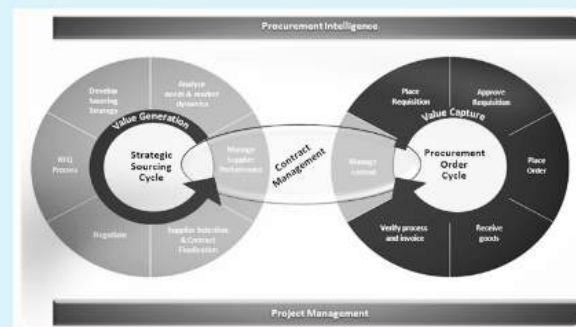 Procurement Intelligence
Develop
Sourcing
Strategy
Analyze
needs & market
dynamics
Value Generation
RFQ
Process
Strategic
Sourcing
Cycle
Manage
Supplier
Performance
Negotiate
Supplier Selection
& Contract
Finalization
Contract
Management
Place
Requisition
Approve
Requisition
Value Capture
Manage
Procurement
Order
Cycle
Place
Order
Verify process
and invoice
Receive
goods
Project Management